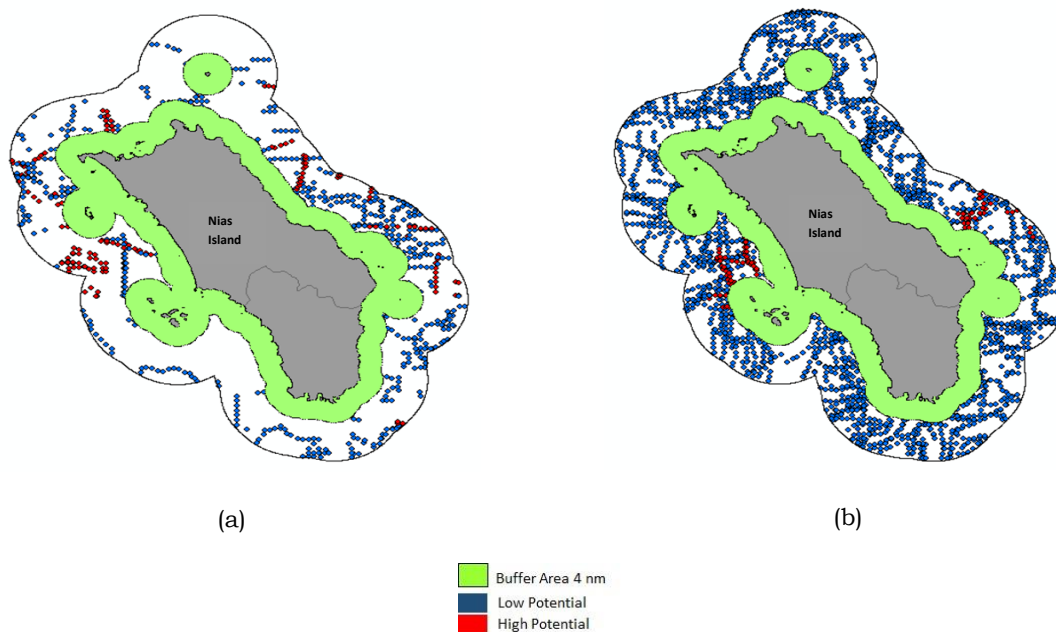 Nias
Island
Nias
Island
(a)
(b)
Buffer Area 4 nm
Low Potential
High Potential